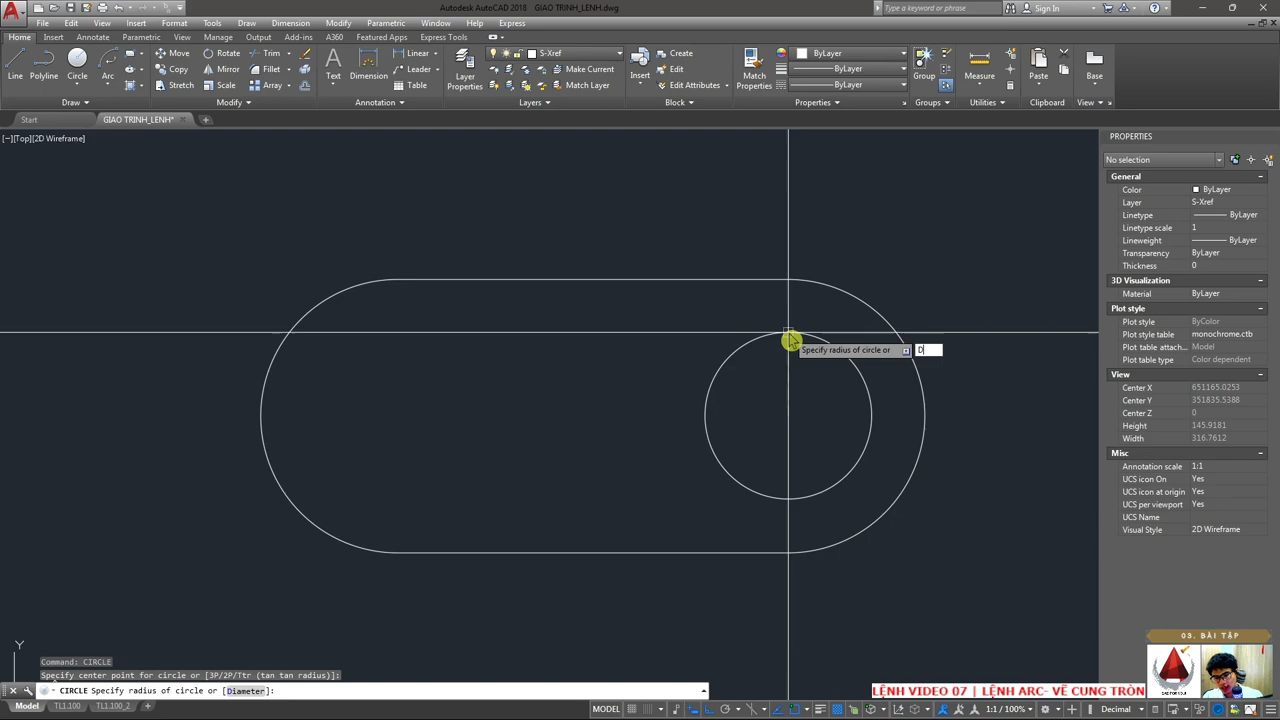 Autodesk AutoCAD 2018   GIAO TRINH_LENH.dwg
Type a keyword or phrase
Sign In
File Edit View Insert Format Tools Draw Dimension Modify Parametric Window Help Express
Home Insert Annotate Parametric View Manage Output Add-ins A360 Featured Apps Express Tools
Line Polyline Circle Arc
Move Rotate Trim
Copy Mirror Fillet
Stretch Scale Array
Text Dimension
Linear
Leader
Table
Layer Properties
S-Xref
Make Current
Match Layer
Insert
Create
Edit
Edit Attributes
Match Properties
ByLayer
ByLayer
ByLayer
Group
Measure
Paste
Base
Draw Modify Annotation Layers Block Properties Groups Utilities Clipboard View
Start GIAO TRINH_LENH*
[−][Top][2D Wireframe]
PROPERTIES
No selection
General
Color ByLayer
Layer S-Xref
Linetype ByLayer
Linetype scale 1
Lineweight ByLayer
Transparency ByLayer
Thickness 0
3D Visualization
Material ByLayer
Plot style
Plot style ByColor
Plot style table monochrome.ctb
Plot table attach... Model
Plot table type Color dependent
View
Center X 651165.0253
Center Y 351835.5388
Center Z 0
Height 145.9181
Width 316.7612
Misc
Annotation scale 1:1
UCS icon On Yes
UCS icon at origin Yes
UCS per viewport Yes
UCS Name
Visual Style 2D Wireframe
Specify radius of circle or D
Y
03. BÀI TẬP
Command: CIRCLE
Specify center point for circle or [3P/2P/Ttr (tan tan radius)]:
CIRCLE Specify radius of circle or [Diameter]:
LỆNH VIDEO 07 | LỆNH ARC- VẼ CUNG TRÒN
Model TL1.100 TL1.100_2
MODEL
1:1 / 100%
Decimal